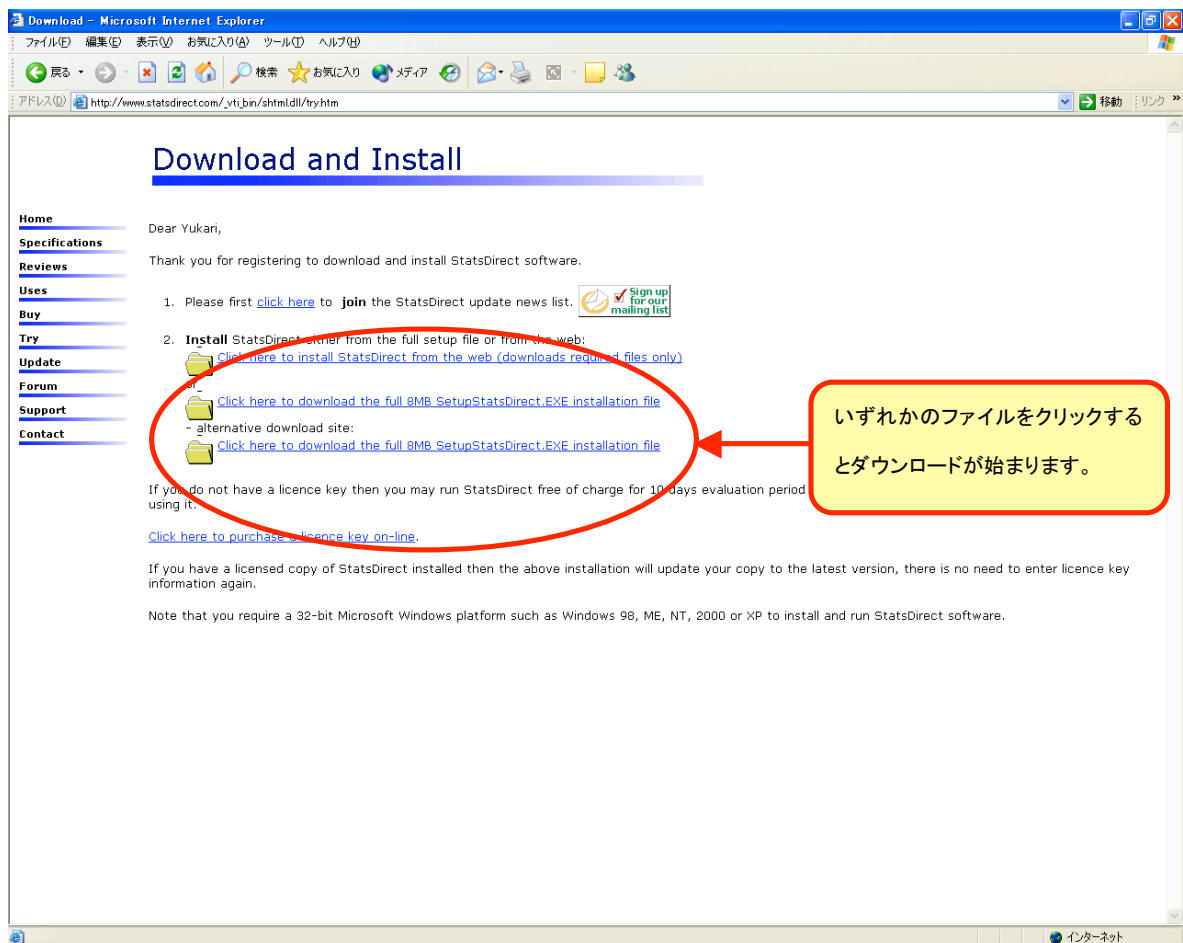 Download - Microsoft Internet Explorer
ファイル(F) 編集(E) 表示(V) お気に入り(A) ツール(T) ヘルプ(H)
戻る 検索 お気に入り メディア
アドレス(D) http://www.statsdirect.com/_vti_bin/shtml.dll/try.htm 移動 リンク »
Download and Install
Home
Specifications
Reviews
Uses
Buy
Try
Update
Forum
Support
Contact
Dear Yukari,
Thank you for registering to download and install StatsDirect software.
1. Please first click here to join the StatsDirect update news list.
Sign up
for our
mailing list
2. Install StatsDirect either from the full setup file or from the web:
Click here to install StatsDirect from the web (downloads required files only)
or
Click here to download the full 8MB SetupStatsDirect.EXE installation file
- alternative download site:
Click here to download the full 8MB SetupStatsDirect.EXE installation file
If you do not have a licence key then you may run StatsDirect free of charge for 10 days evaluation period
using it.
Click here to purchase a licence key on-line.
If you have a licensed copy of StatsDirect installed then the above installation will update your copy to the latest version, there is no need to enter licence key
information again.
Note that you require a 32-bit Microsoft Windows platform such as Windows 98, ME, NT, 2000 or XP to install and run StatsDirect software.
いずれかのファイルをクリックする
とダウンロードが始まります。
インターネット